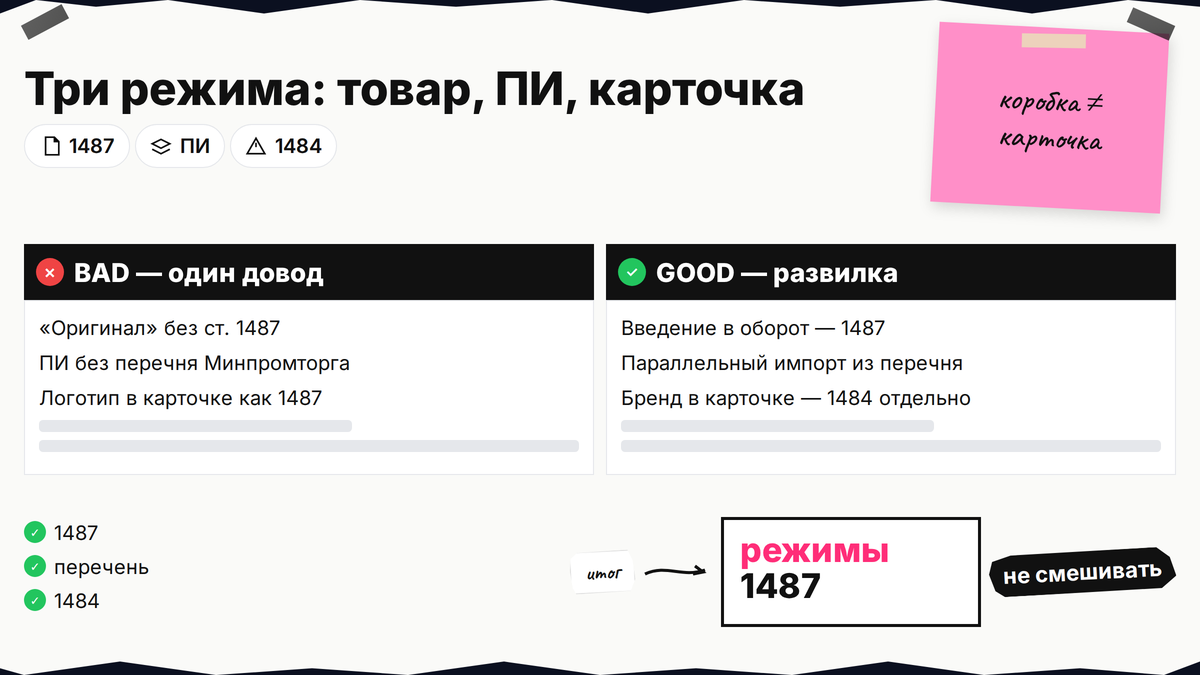 Три режима: товар, ПИ, карточка
1487
ПИ
1484
коробка ≠
карточка
BAD — один довод
«Оригинал» без ст. 1487
ПИ без перечня Минпромторга
Логотип в карточке как 1487
GOOD — развилка
Введение в оборот — 1487
Параллельный импорт из перечня
Бренд в карточке — 1484 отдельно
1487
перечень
1484
итог
режимы
1487
не смешивать